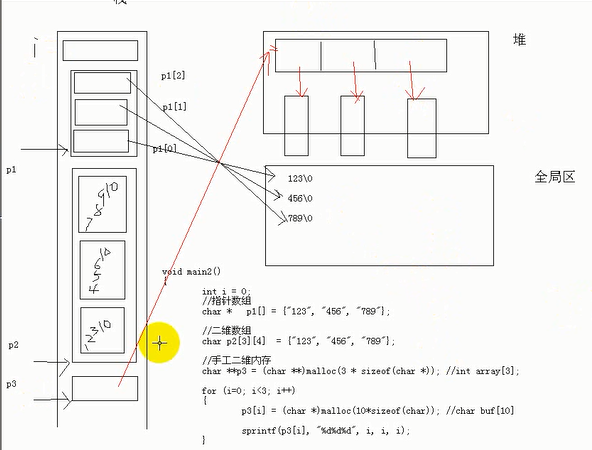 栈
i
堆
p1[2]
p1[1]
p1[0]
p1
123\0
456\0
789\0
全局区
789\0
456\0
123\0
p2
p3
void main2()
{
int i = 0;
//指针数组
char * p1[] = {"123", "456", "789"};
//二维数组
char p2[3][4] = {"123", "456", "789"};
//手工二维内存
char **p3 = (char **)malloc(3 * sizeof(char *)); //int array[3];
for (i=0; i<3; i++)
{
p3[i] = (char *)malloc(10*sizeof(char)); //char buf[10]
sprintf(p3[i], "%d%d%d", i, i, i);
}